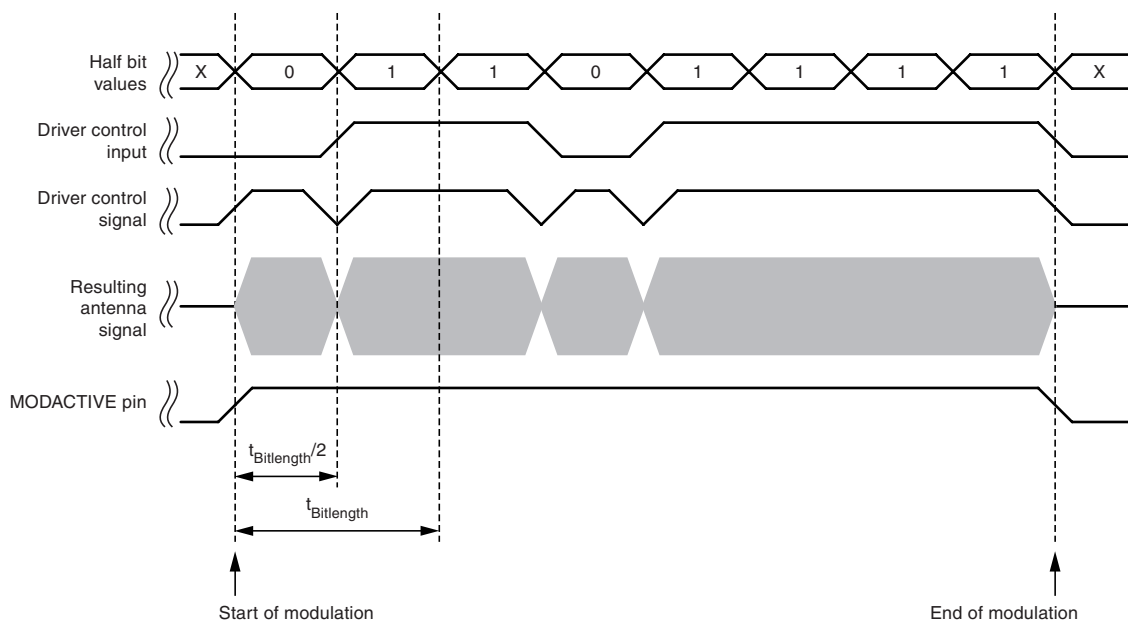 Half bit
values
X 0 1 1 0 1 1 1 1 X
Driver control
input
Driver control
signal
Resulting
antenna
signal
MODACTIVE pin
tBitlength/2
tBitlength
Start of modulation
End of modulation